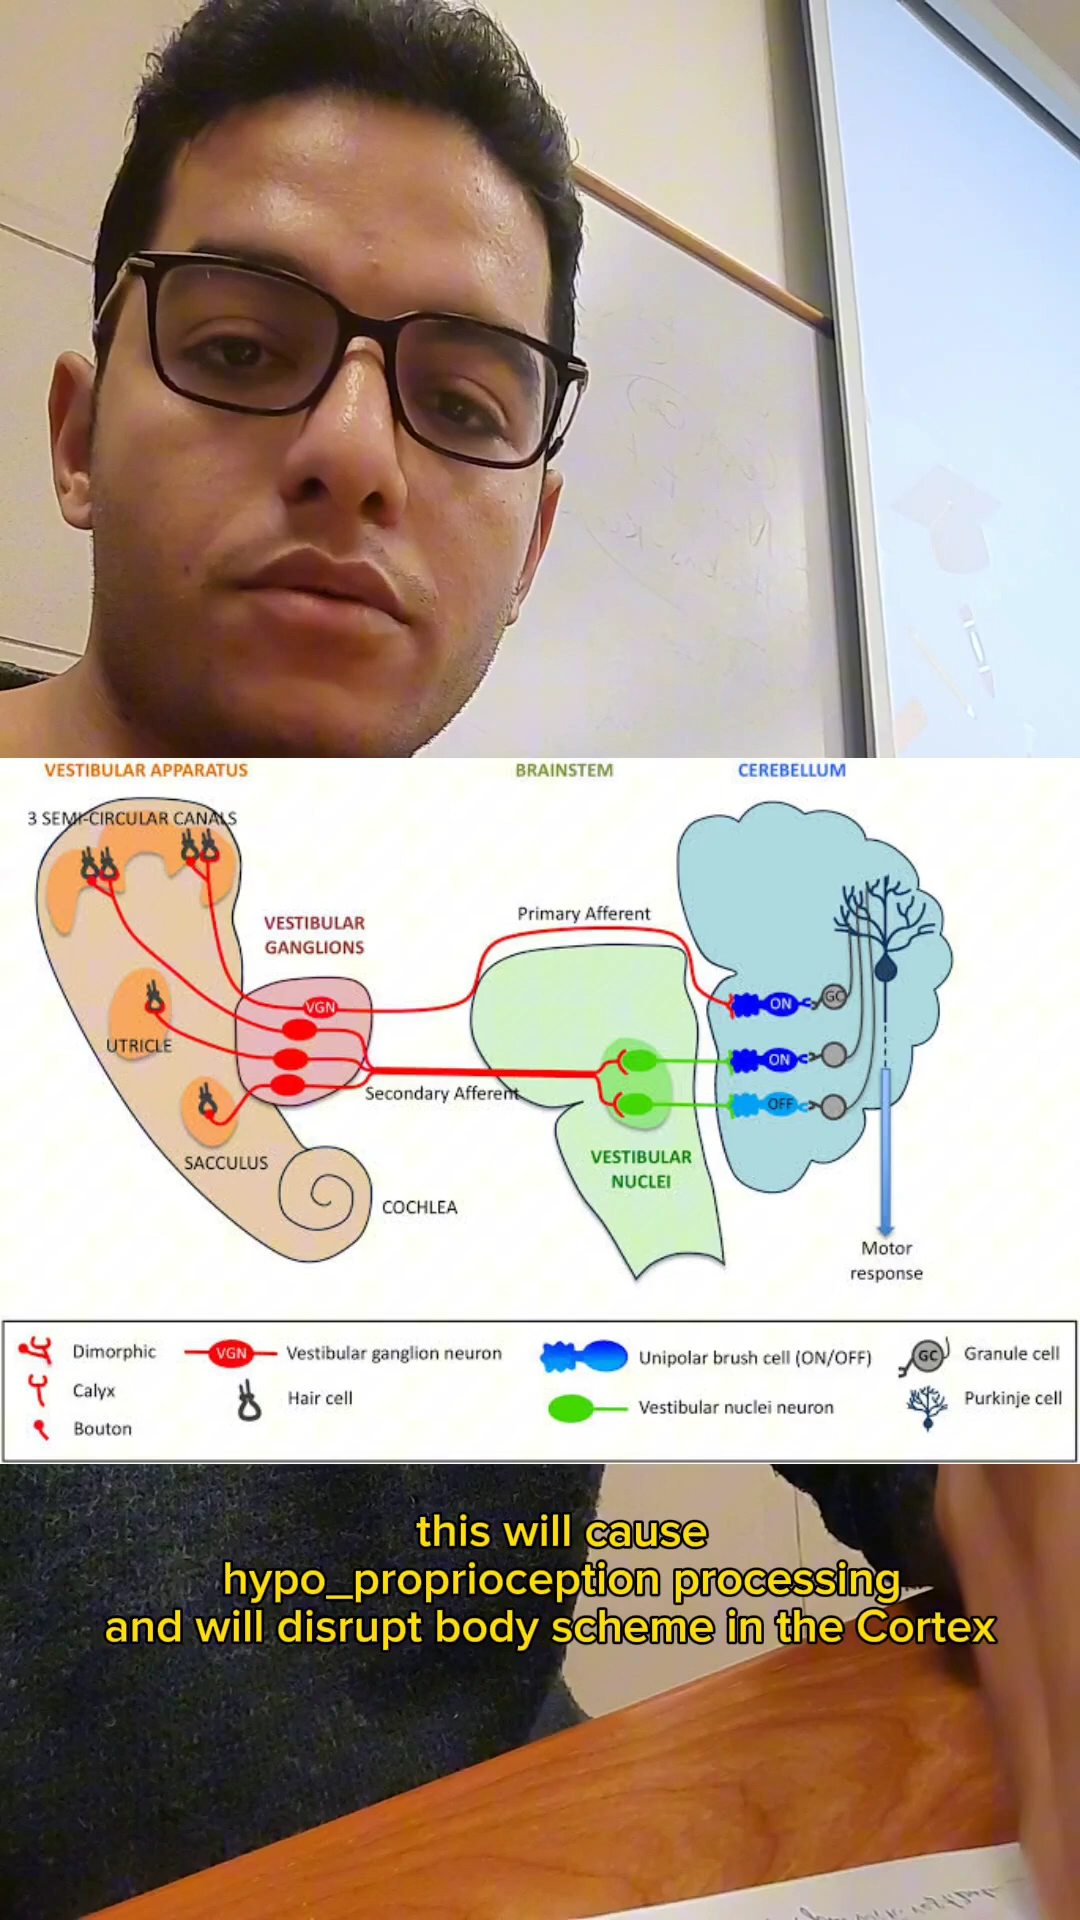 VESTIBULAR APPARATUS
BRAINSTEM
CEREBELLUM
3 SEMI-CIRCULAR CANALS
VESTIBULAR
GANGLIONS
Primary Afferent
VGN
ON
GC
UTRICLE
ON
Secondary Afferent
OFF
SACCULUS
VESTIBULAR
NUCLEI
COCHLEA
Motor
response
Dimorphic
VGN
Vestibular ganglion neuron
Unipolar brush cell (ON/OFF)
GC
Granule cell
Calyx
Hair cell
Vestibular nuclei neuron
Purkinje cell
Bouton
this will cause
hypo_proprioception processing
and will disrupt body scheme in the Cortex